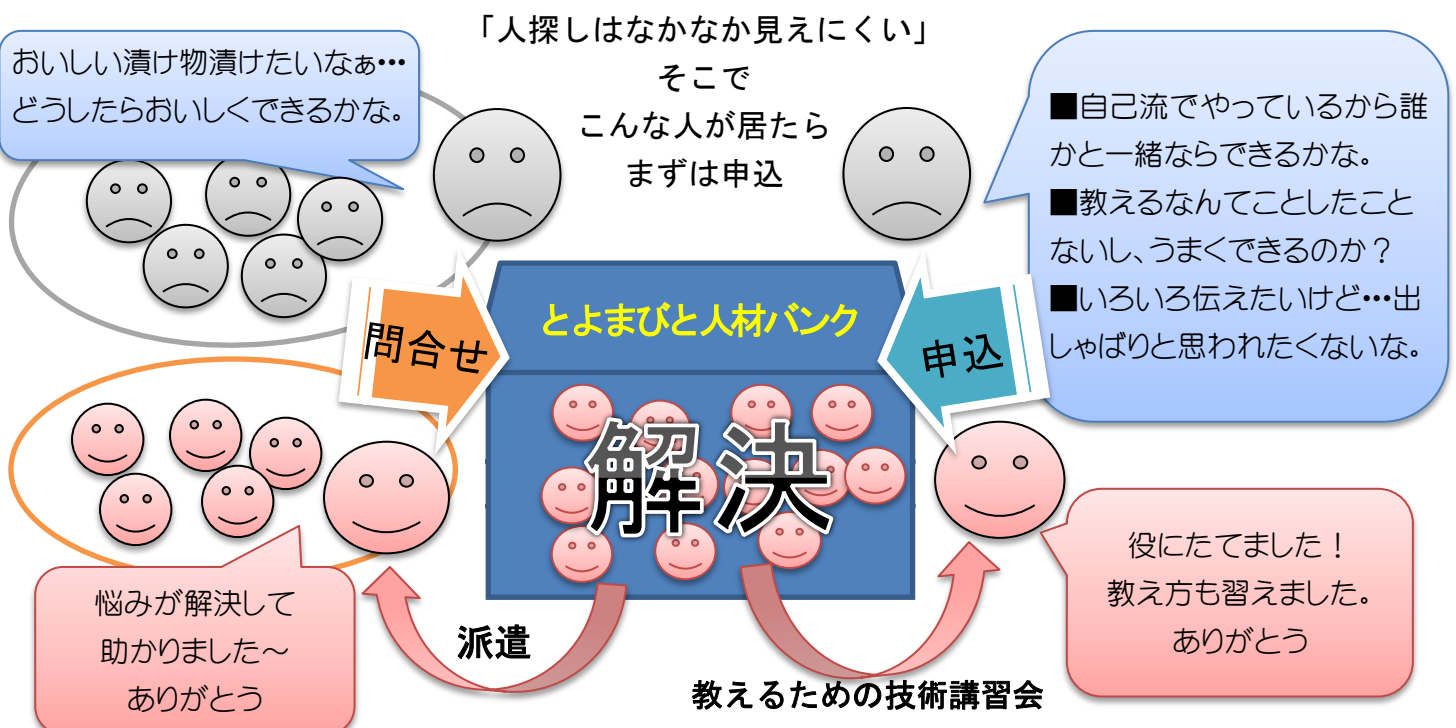 「人探しはなかなか見えにくい」
そこで
こんな人が居たら
まずは申込
おいしい漬け物漬けたいなぁ•••
どうしたらおいしくできるかな。
■自己流でやっているから誰
かと一緒ならできるかな。
■教えるなんてことしたこと
ないし、うまくできるのか？
■いろいろ伝えたいけど•••出
しゃばりと思われたくないな。
問合せ
とよまびと人材バンク
申込
解決
悩みが解決して
助かりました～
ありがとう
派遣
教えるための技術講習会
役にたてました！
教え方も習えました。
ありがとう